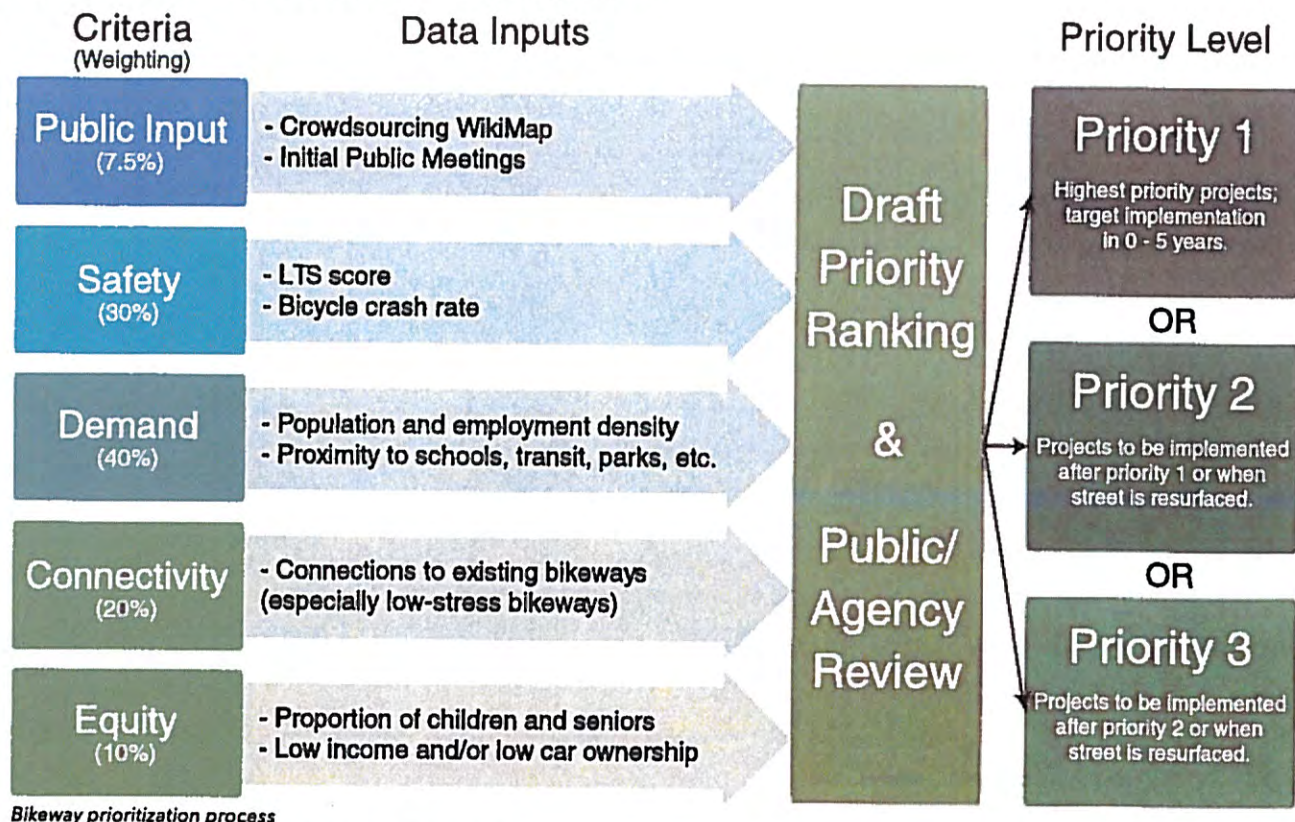 Criteria
(Weighting)
Data Inputs
Priority Level
Public Input
(7.5%)
- Crowdsourcing WikiMap
- Initial Public Meetings
Safety
(30%)
- LTS score
- Bicycle crash rate
Demand
(40%)
- Population and employment density
- Proximity to schools, transit, parks, etc.
Connectivity
(20%)
- Connections to existing bikeways
(especially low-stress bikeways)
Equity
(10%)
- Proportion of children and seniors
- Low income and/or low car ownership
Draft
Priority
Ranking
&
Public/
Agency
Review
Priority 1
Highest priority projects;
target implementation
in 0 - 5 years.
OR
Priority 2
Projects to be implemented
after priority 1 or when
street is resurfaced.
OR
Priority 3
Projects to be implemented
after priority 2 or when
street is resurfaced.
Bikeway prioritization process